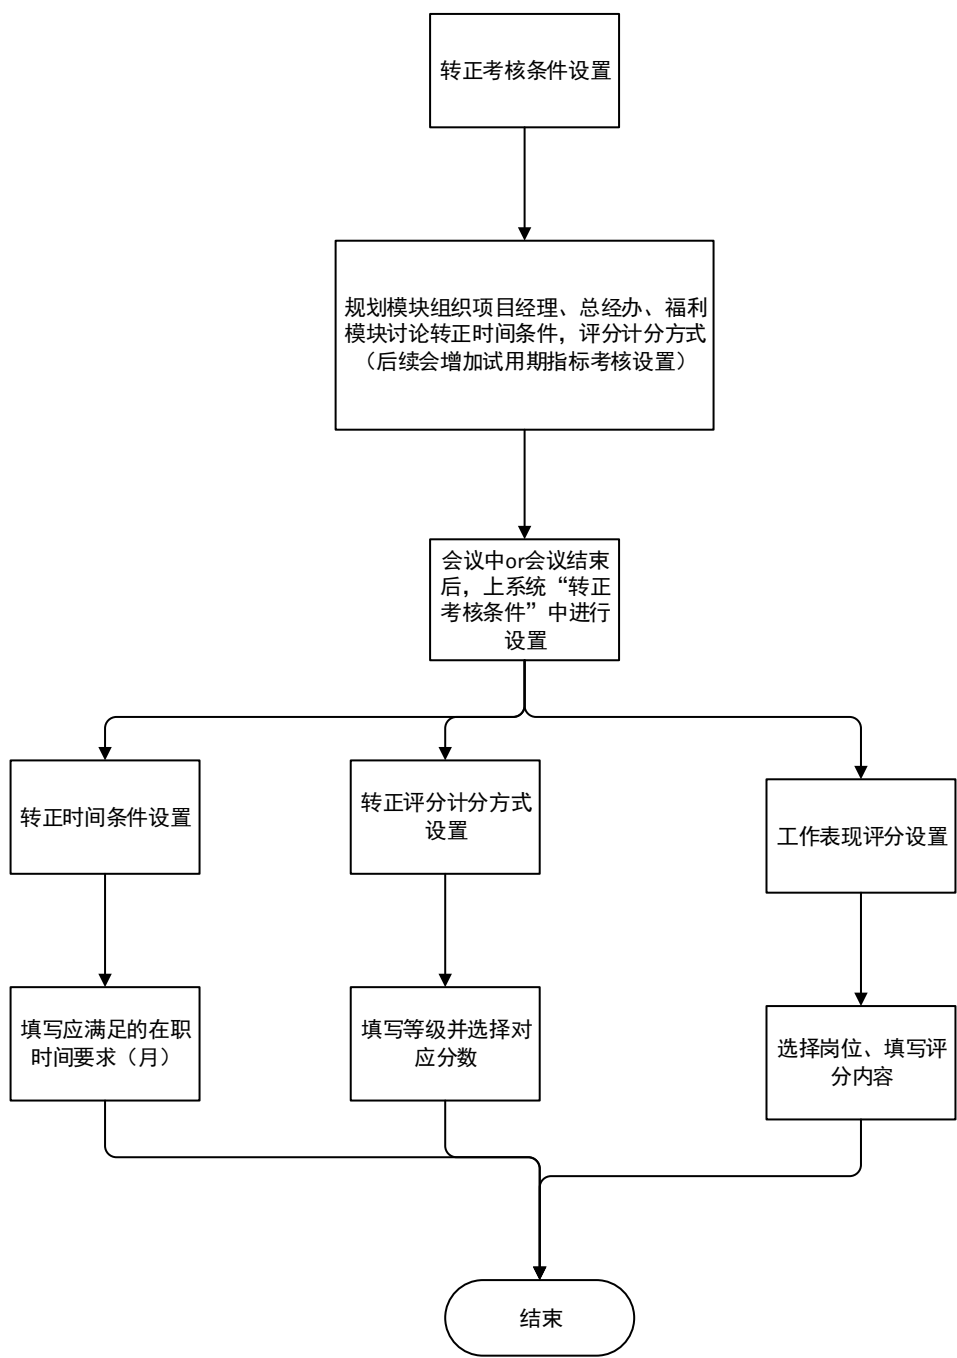 转正考核条件设置
规划模块组织项目经理、总经办、福利
模块讨论转正时间条件，评分计分方式
（后续会增加试用期指标考核设置）
会议中or会议结束
后，上系统“转正
考核条件”中进行
设置
转正时间条件设置
转正评分计分方式
设置
工作表现评分设置
填写应满足的在职
时间要求（月）
填写等级并选择对
应分数
选择岗位、填写评
分内容
结束